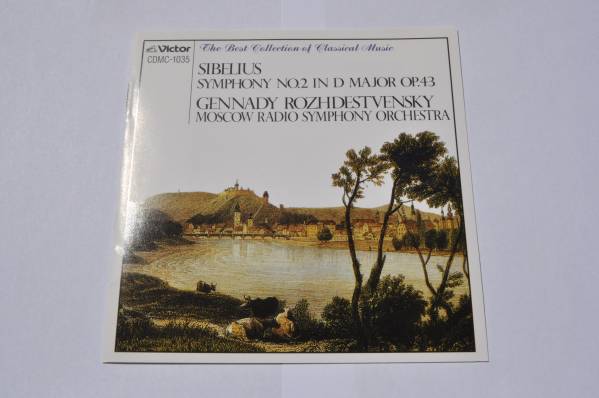 Victor
CDMC-1035
The Best Collection of Classical Music
SIBELIUS
SYMPHONY NO.2 IN D MAJOR OP.43
GENNADY ROZHDESTVENSKY
MOSCOW RADIO SYMPHONY ORCHESTRA